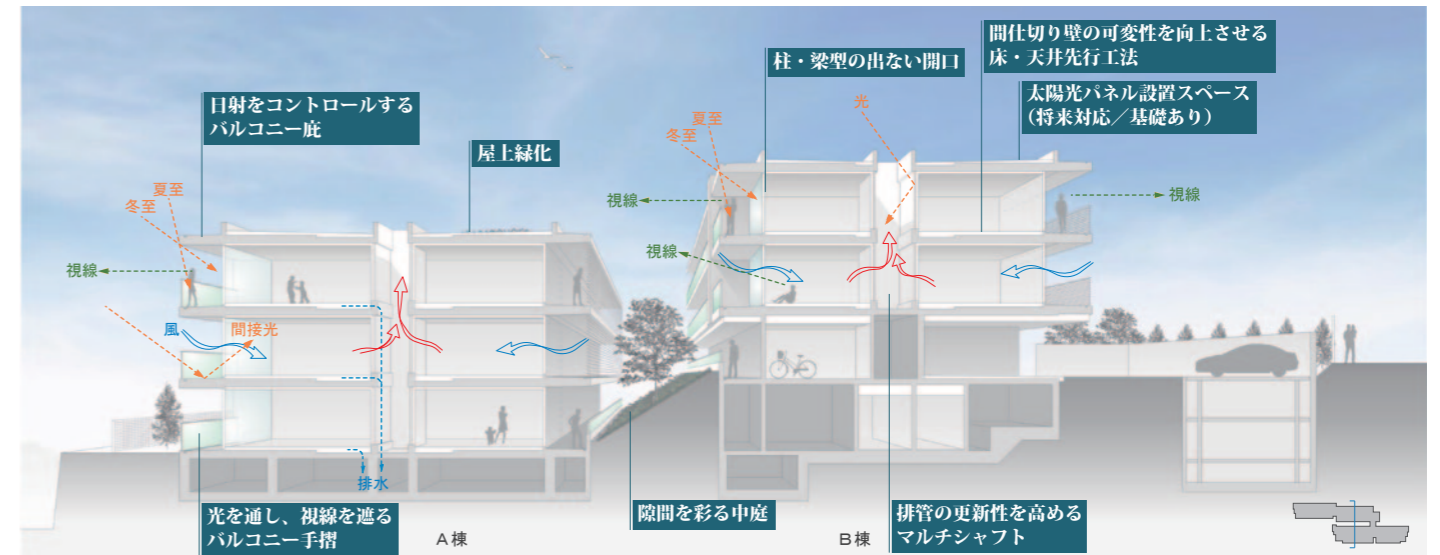 間仕切り壁の可変性を向上させる
床・天井先行工法
柱・梁型の出ない開口
太陽光パネル設置スペース
（将来対応／基礎あり）
日射をコントロールする
バルコニー庇
屋上緑化
光
夏至
冬至
夏至
冬至
視線
視線
視線
視線
風
間接光
排水
光を通し、視線を遮る
バルコニー手摺
A棟
隙間を彩る中庭
B棟
排管の更新性を高める
マルチシャフト